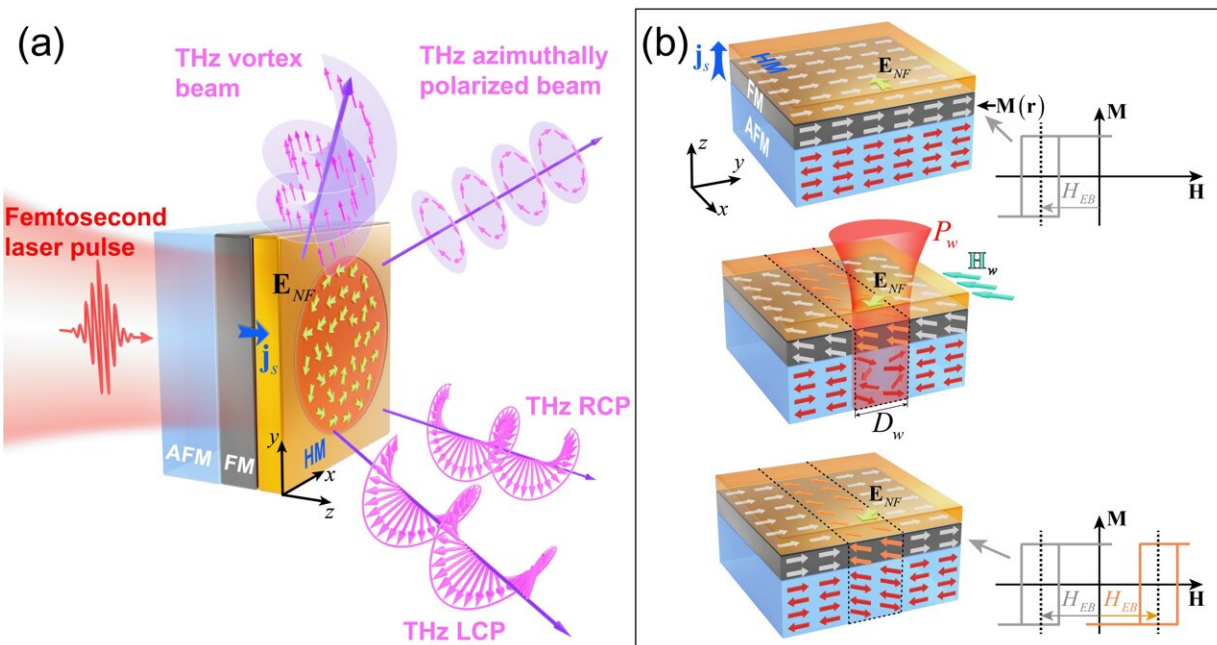 (a)
THz vortex
beam
THz azimuthally
polarized beam
Femtosecond
laser pulse
E_NF
j_s
AFM
FM
HM
y
x
z
THz RCP
THz LCP
(b)
j_s
HM
FM
AFM
E_NF
M(r)
z
y
x
M
H_EB
H
P_w
ℍ_w
E_NF
D_w
E_NF
M
H_EB
H_EB
H